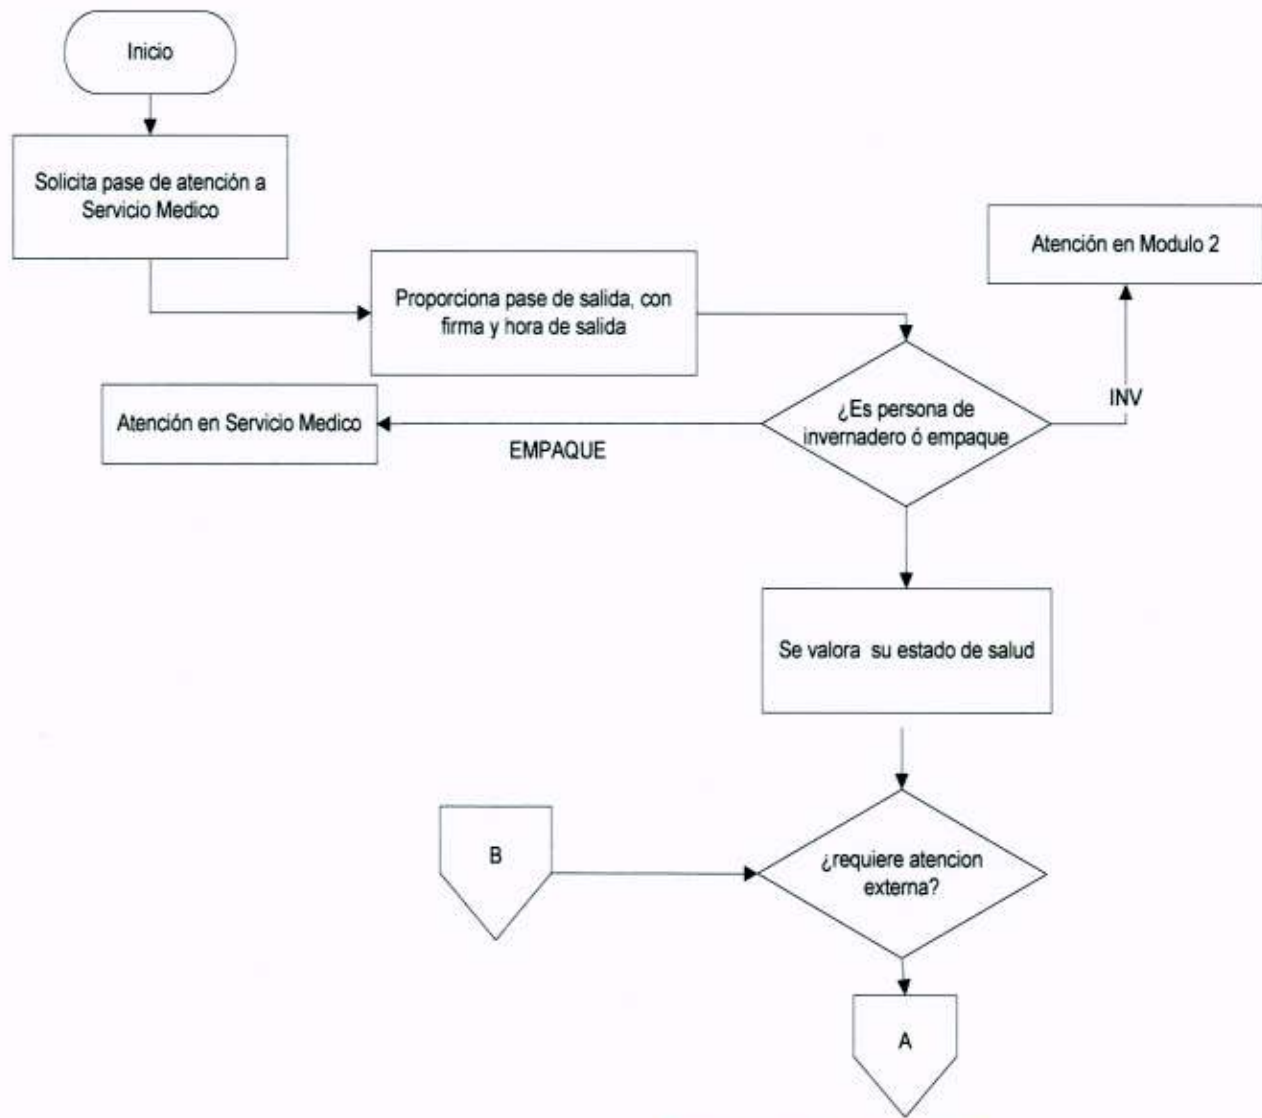 Inicio
Solicita pase de atención a
Servicio Medico
Atención en Modulo 2
Proporciona pase de salida, con
firma y hora de salida
¿Es persona de
invernadero ó empaque
INV
Atención en Servicio Medico
EMPAQUE
Se valora su estado de salud
B
¿requiere atencion
externa?
A